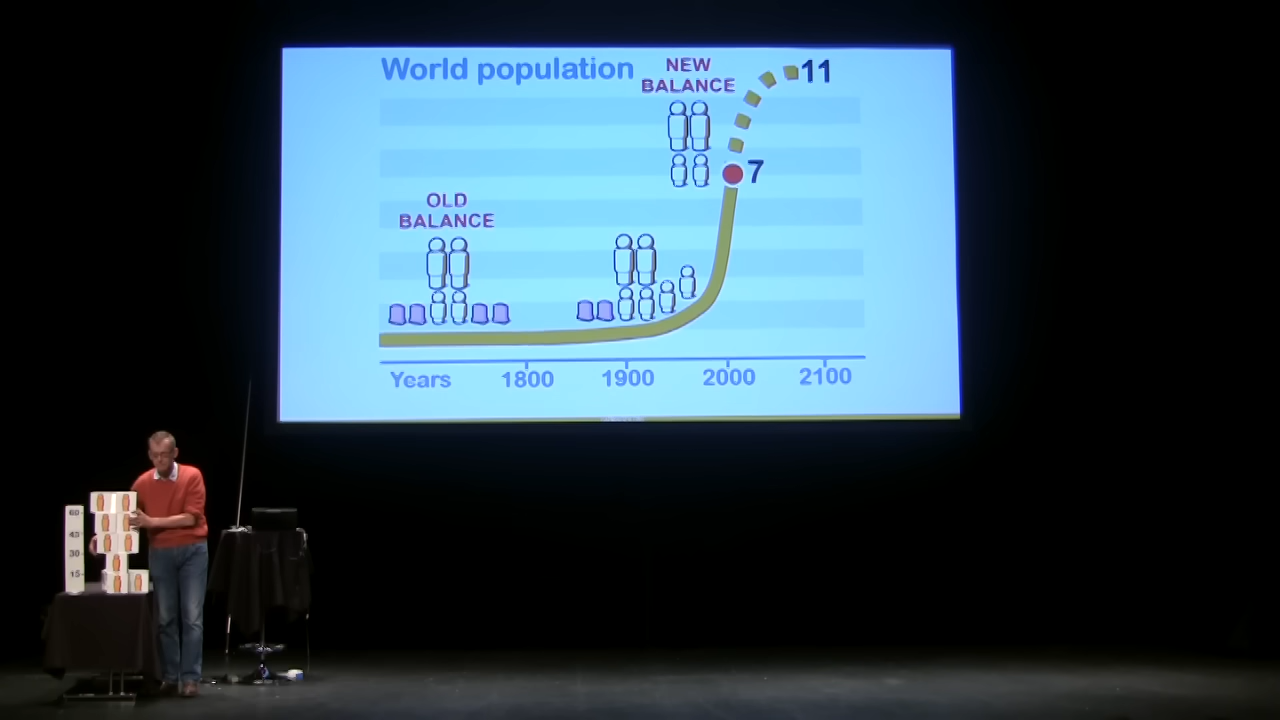 World population
NEW
BALANCE
11
7
OLD
BALANCE
Years 1800 1900 2000 2100
60
45
30
15